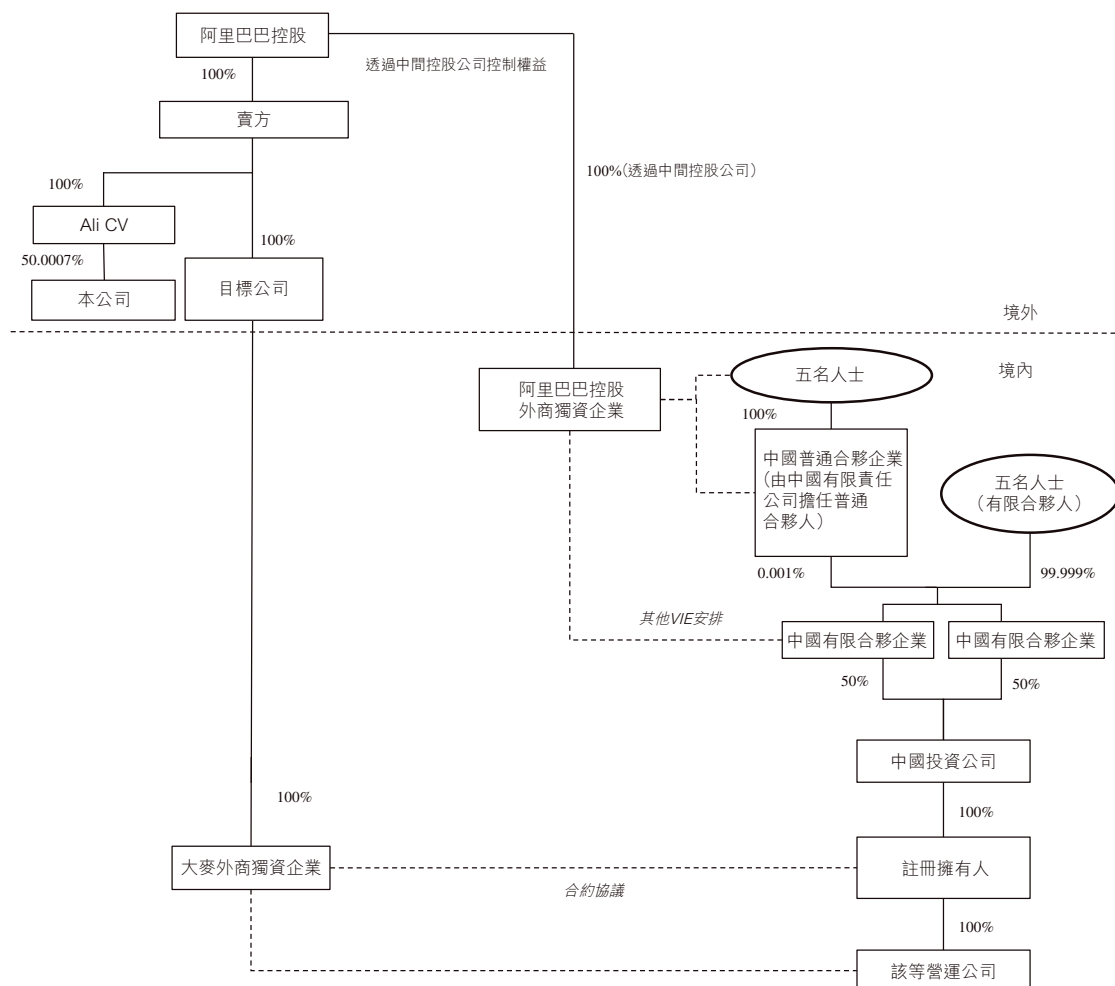 阿里巴巴控股
透過中間控股公司控制權益
100%
賣方
100%(透過中間控股公司)
100%
Ali CV
100%
50.0007%
目標公司
本公司
境外
境內
五名人士
阿里巴巴控股
外商獨資企業
100%
中國普通合夥企業
(由中國有限責任
公司擔任普通
合夥人)
五名人士
(有限合夥人)
0.001%
99.999%
其他VIE安排
中國有限合夥企業
中國有限合夥企業
50%
50%
中國投資公司
100%
100%
大麥外商獨資企業
註冊擁有人
合約協議
100%
該等營運公司